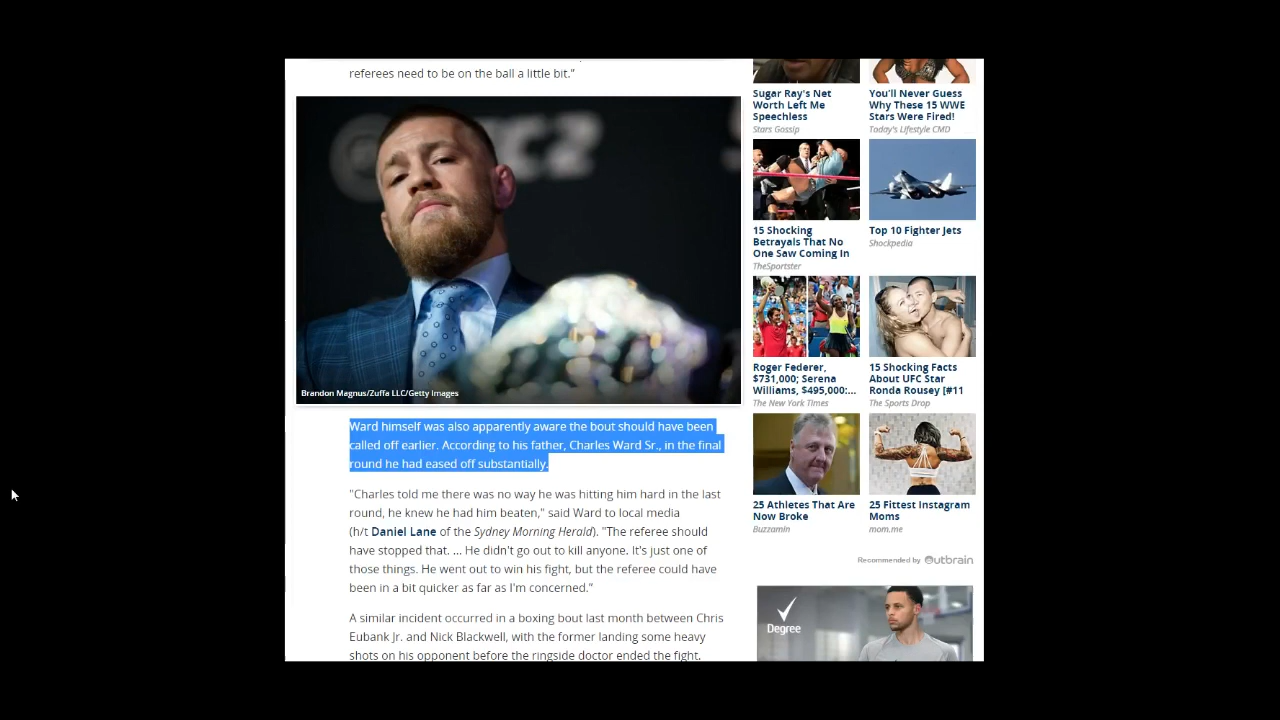 referees need to be on the ball a little bit."
Brandon Magnus/Zuffa LLC/Getty Images
Ward himself was also apparently aware the bout should have been
called off earlier. According to his father, Charles Ward Sr., in the final
round he had eased off substantially.
"Charles told me there was no way he was hitting him hard in the last
round, he knew he had him beaten," said Ward to local media
(h/t Daniel Lane of the Sydney Morning Herald). "The referee should
have stopped that. ... He didn't go out to kill anyone. It's just one of
those things. He went out to win his fight, but the referee could have
been in a bit quicker as far as I'm concerned."
A similar incident occurred in a boxing bout last month between Chris
Eubank Jr. and Nick Blackwell, with the former landing some heavy
shots on his opponent before the ringside doctor ended the fight.
Sugar Ray's Net
Worth Left Me
Speechless
Stars Gossip
You'll Never Guess
Why These 15 WWE
Stars Were Fired!
Today's Lifestyle CMD
15 Shocking
Betrayals That No
One Saw Coming In
TheSportster
Top 10 Fighter Jets
Shockpedia
Roger Federer,
$731,000; Serena
Williams, $495,000:...
The New York Times
15 Shocking Facts
About UFC Star
Ronda Rousey [#11
The Sports Drop
25 Athletes That Are
Now Broke
Buzzamin
25 Fittest Instagram
Moms
mom.me
Recommended by Outbrain
Degree